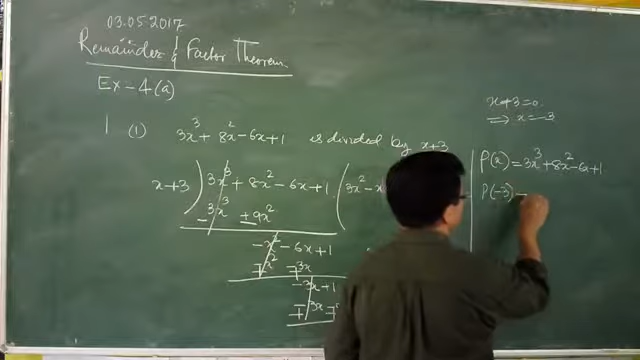 03.05.2017
Remainder & Factor Theorem
Ex-4(a)
1 (1) 3x³+8x²-6x+1 is divided by x+3
x+3)3x³+8x²-6x+1(3x²-x
-3x³+9x²
-x²-6x+1
∓x²∓3x
-3x+1
∓3x∓
x+3=0
⇒ x=-3
P(x)=3x³+8x²-6x+1
P(-3)=